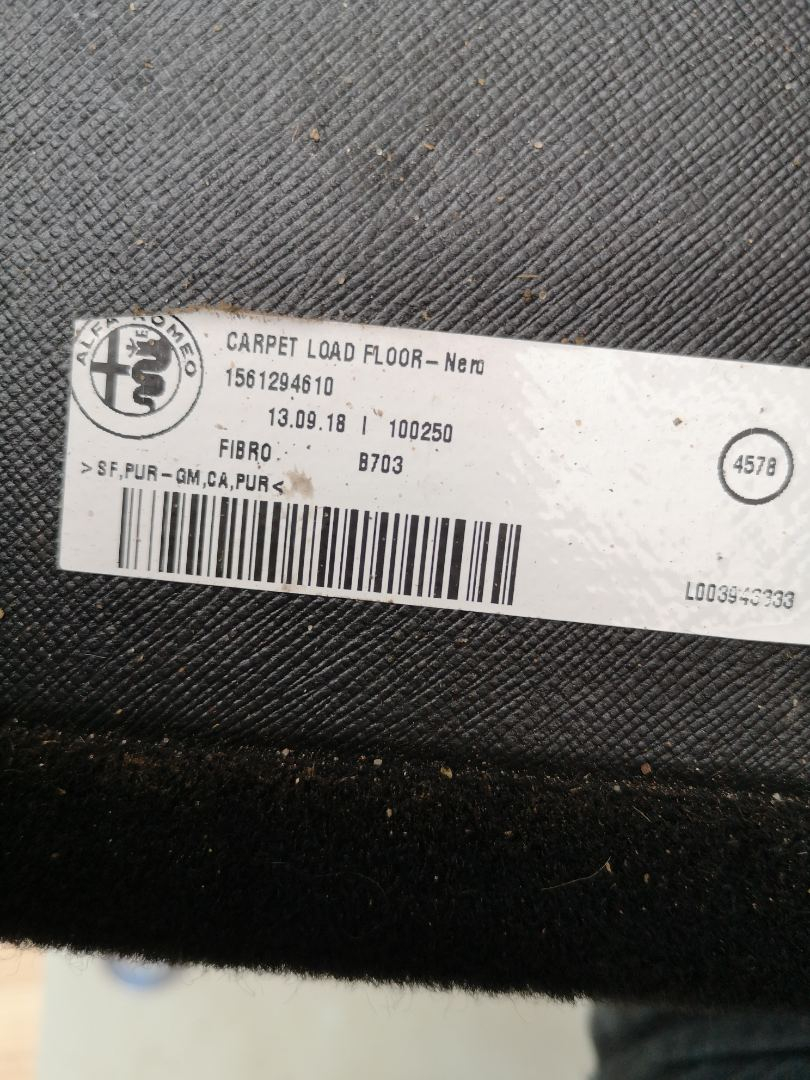 ALFA ROMEO
CARPET LOAD FLOOR-Nero
1561294610
13.09.18 | 100250
FIBRO B703
>SF,PUR-GM,CA,PUR<
4578